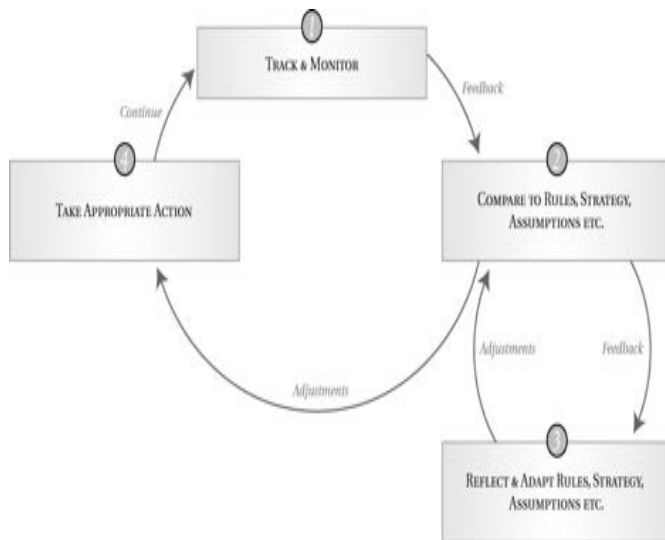 1
TRACK & MONITOR
Continue
Feedback
4
TAKE APPROPRIATE ACTION
2
COMPARE TO RULES, STRATEGY,
ASSUMPTIONS ETC.
Adjustments
Feedback
Adjustments
3
REFLECT & ADAPT RULES, STRATEGY,
ASSUMPTIONS ETC.